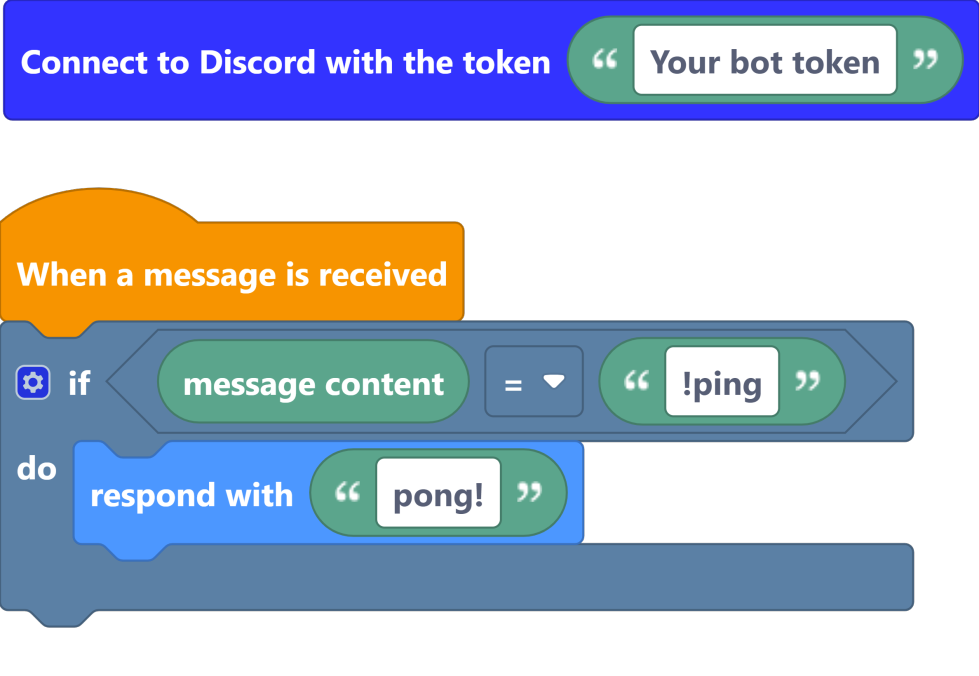 Connect to Discord with the token “ Your bot token ”
When a message is received
if message content = “ !ping ”
do respond with “ pong! ”